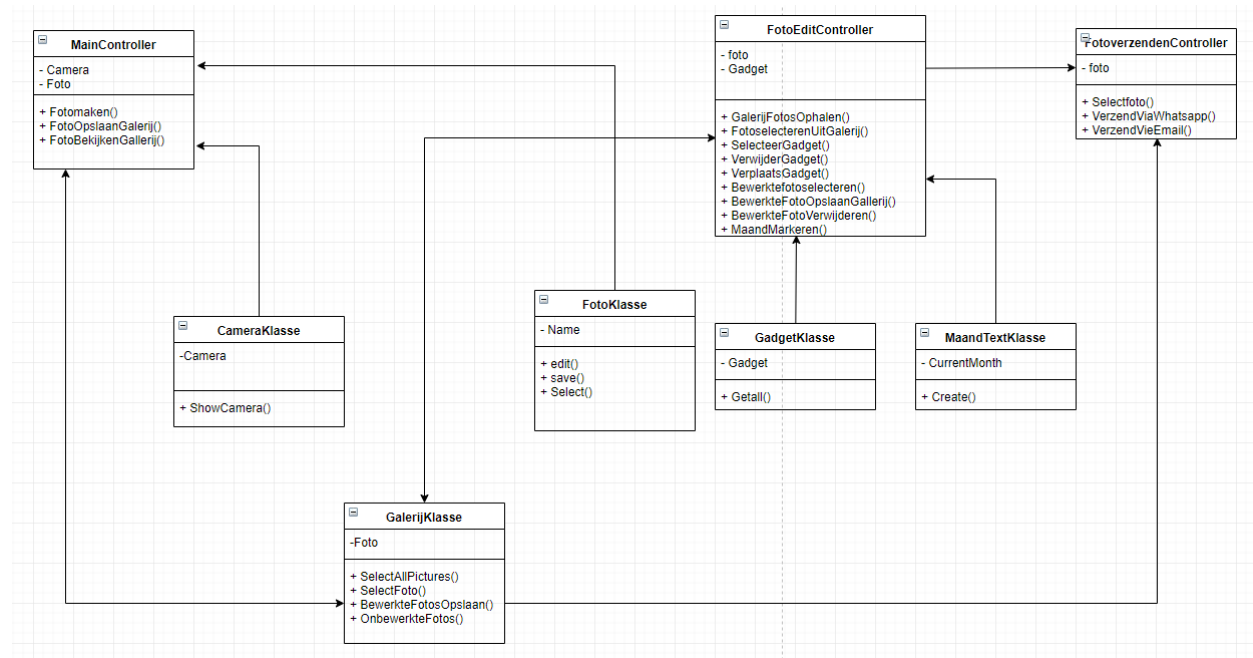 MainController
- Camera
- Foto
+ Fotomaken()
+ FotoOpslaanGalerij()
+ FotoBekijkenGallerij()
FotoEditController
- foto
- Gadget
+ GalerijFotosOphalen()
+ FotoselecterenUitGalerij()
+ SelecteerGadget()
+ VerwijderGadget()
+ VerplaatsGadget()
+ Bewerktefotoselecteren()
+ BewerkteFotoOpslaanGallerij()
+ BewerkteFotoVerwijderen()
+ MaandMarkeren()
FotoverzendenController
- foto
+ Selectfoto()
+ VerzendViaWhatsapp()
+ VerzendVieEmail()
CameraKlasse
-Camera
+ ShowCamera()
FotoKlasse
- Name
+ edit()
+ save()
+ Select()
GadgetKlasse
- Gadget
+ Getall()
MaandTextKlasse
- CurrentMonth
+ Create()
GalerijKlasse
-Foto
+ SelectAllPictures()
+ SelectFoto()
+ BewerkteFotosOpslaan()
+ OnbewerkteFotos()